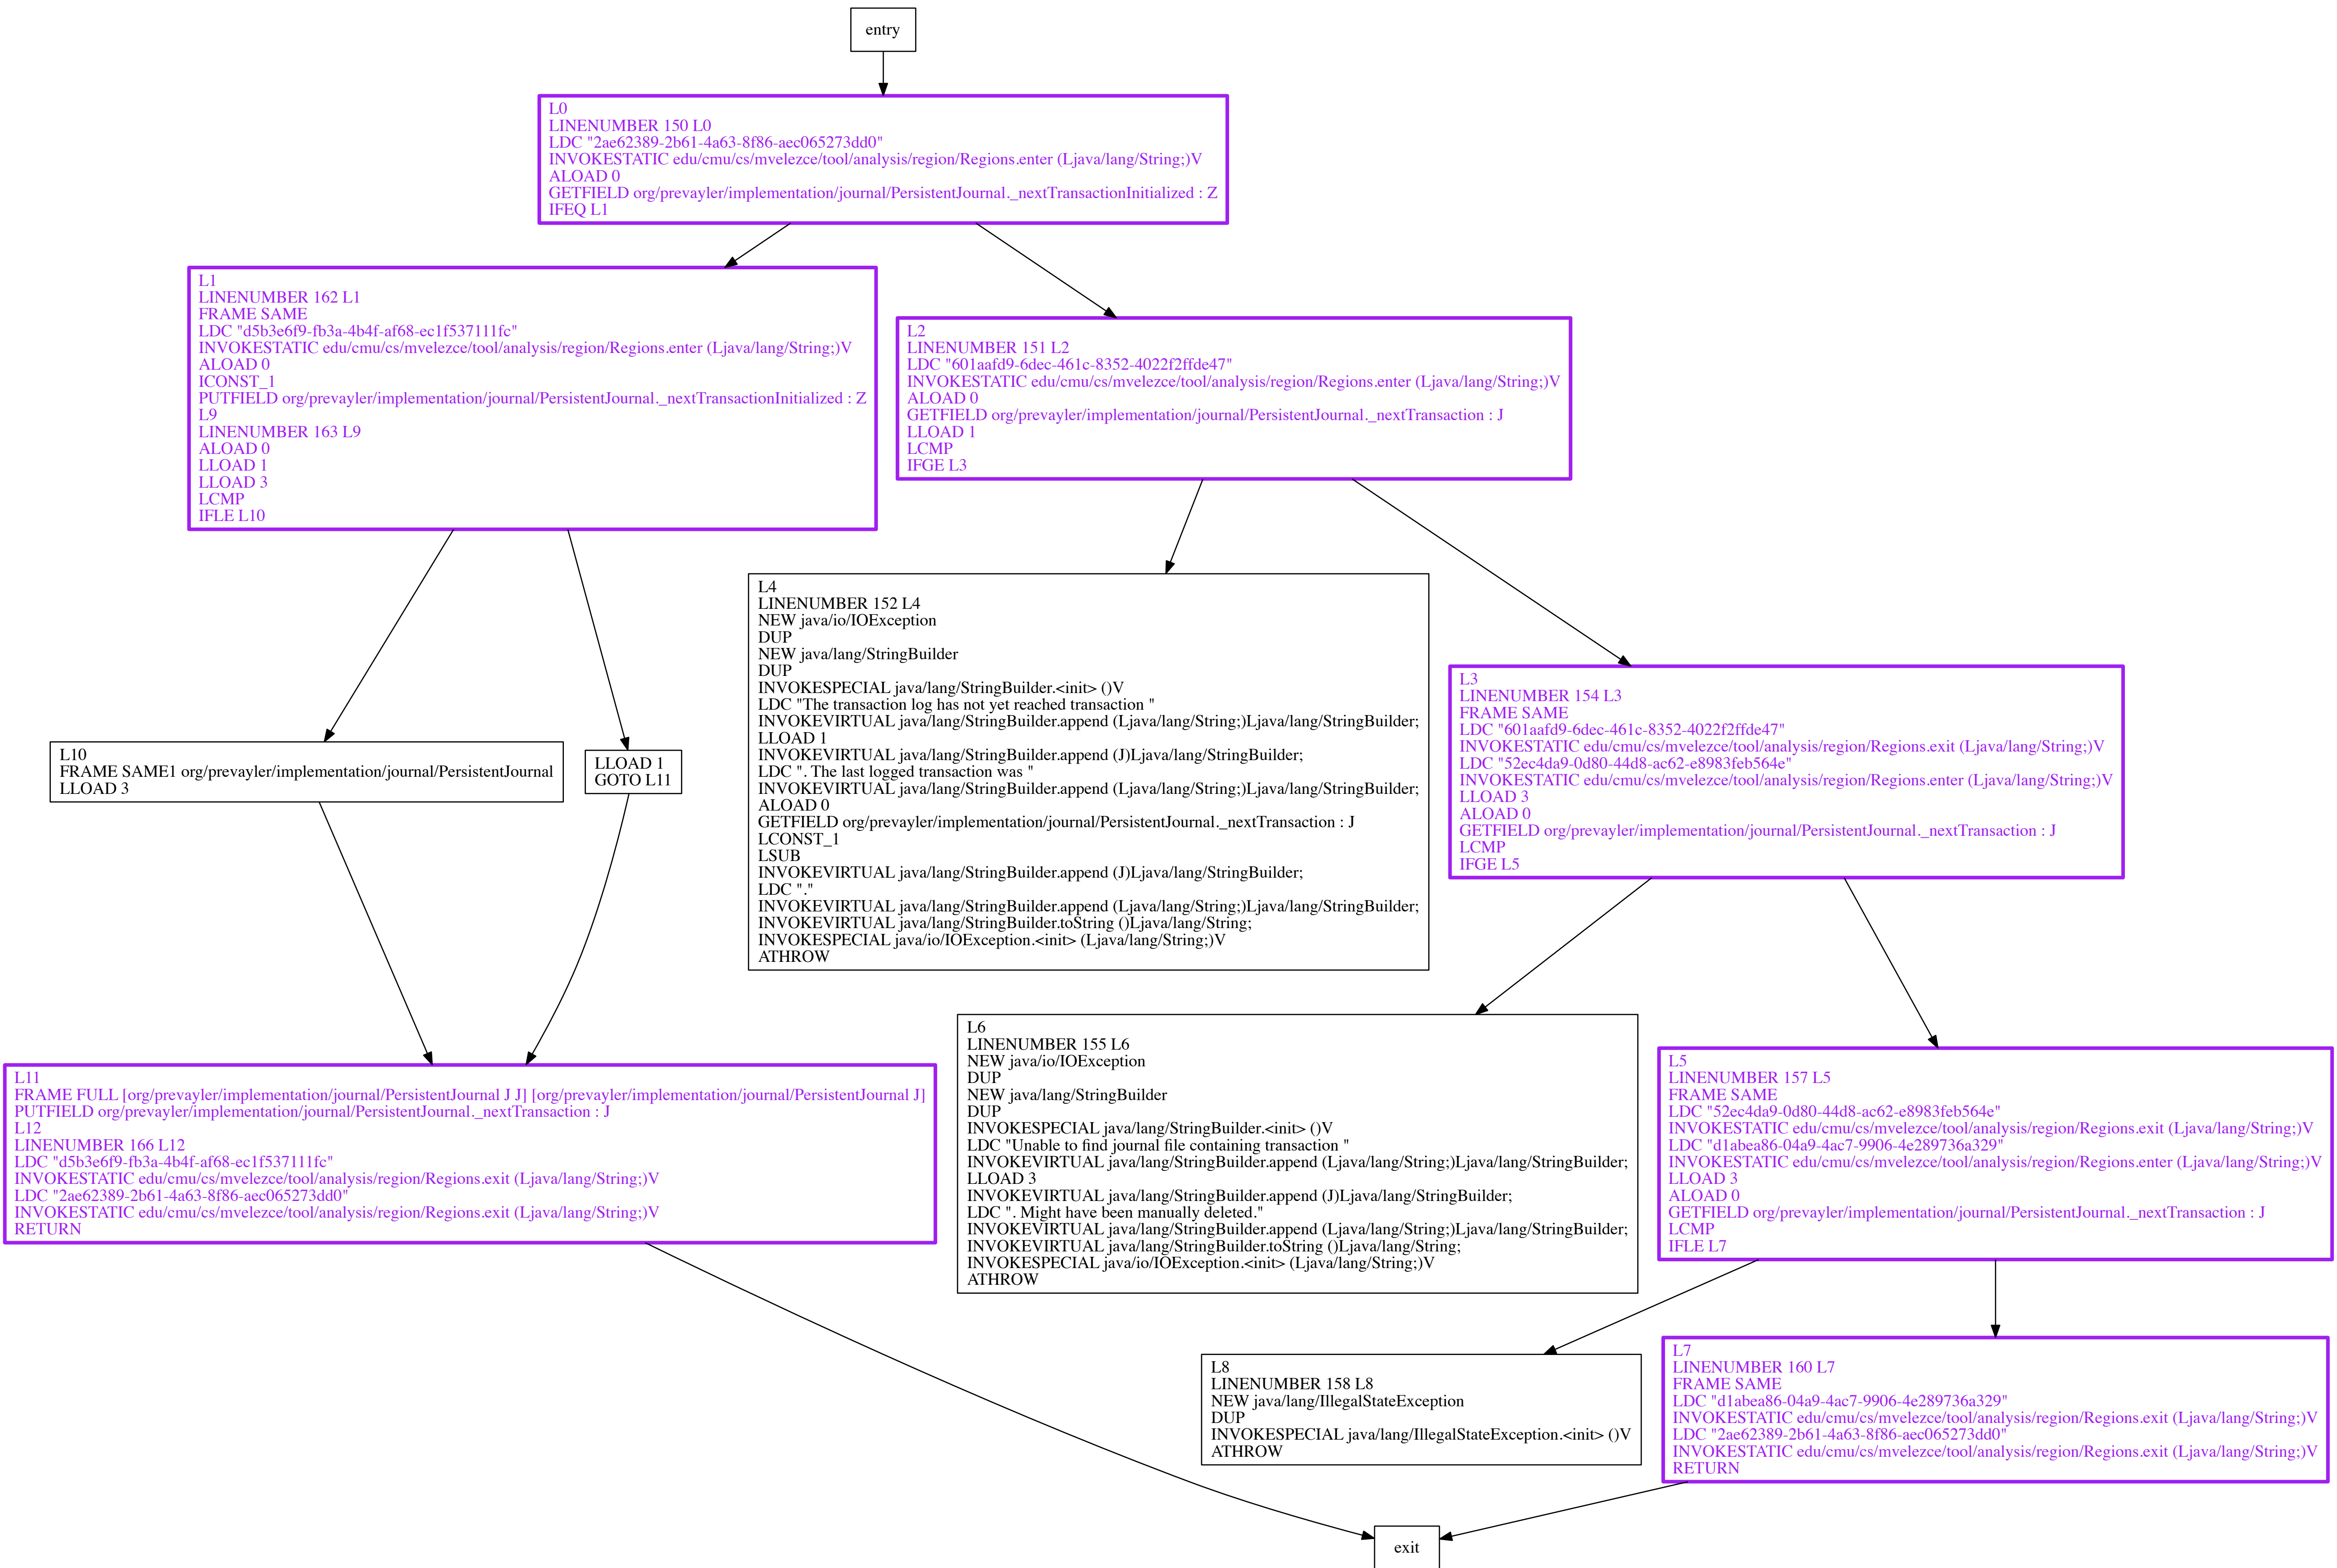 entry
L0
LINENUMBER 150 L0
LDC "2ae62389-2b61-4a63-8f86-aec065273dd0"
INVOKESTATIC edu/cmu/cs/mvelezce/tool/analysis/region/Regions.enter (Ljava/lang/String;)V
ALOAD 0
GETFIELD org/prevayler/implementation/journal/PersistentJournal._nextTransactionInitialized : Z
IFEQ L1
L1
LINENUMBER 162 L1
FRAME SAME
LDC "d5b3e6f9-fb3a-4b4f-af68-ec1f537111fc"
INVOKESTATIC edu/cmu/cs/mvelezce/tool/analysis/region/Regions.enter (Ljava/lang/String;)V
ALOAD 0
ICONST_1
PUTFIELD org/prevayler/implementation/journal/PersistentJournal._nextTransactionInitialized : Z
L9
LINENUMBER 163 L9
ALOAD 0
LLOAD 1
LLOAD 3
LCMP
IFLE L10
L2
LINENUMBER 151 L2
LDC "601aafd9-6dec-461c-8352-4022f2ffde47"
INVOKESTATIC edu/cmu/cs/mvelezce/tool/analysis/region/Regions.enter (Ljava/lang/String;)V
ALOAD 0
GETFIELD org/prevayler/implementation/journal/PersistentJournal._nextTransaction : J
LLOAD 1
LCMP
IFGE L3
L4
LINENUMBER 152 L4
NEW java/io/IOException
DUP
NEW java/lang/StringBuilder
DUP
INVOKESPECIAL java/lang/StringBuilder.<init> ()V
LDC "The transaction log has not yet reached transaction "
INVOKEVIRTUAL java/lang/StringBuilder.append (Ljava/lang/String;)Ljava/lang/StringBuilder;
LLOAD 1
INVOKEVIRTUAL java/lang/StringBuilder.append (J)Ljava/lang/StringBuilder;
LDC ". The last logged transaction was "
INVOKEVIRTUAL java/lang/StringBuilder.append (Ljava/lang/String;)Ljava/lang/StringBuilder;
ALOAD 0
GETFIELD org/prevayler/implementation/journal/PersistentJournal._nextTransaction : J
LCONST_1
LSUB
INVOKEVIRTUAL java/lang/StringBuilder.append (J)Ljava/lang/StringBuilder;
LDC "."
INVOKEVIRTUAL java/lang/StringBuilder.append (Ljava/lang/String;)Ljava/lang/StringBuilder;
INVOKEVIRTUAL java/lang/StringBuilder.toString ()Ljava/lang/String;
INVOKESPECIAL java/io/IOException.<init> (Ljava/lang/String;)V
ATHROW
L3
LINENUMBER 154 L3
FRAME SAME
LDC "601aafd9-6dec-461c-8352-4022f2ffde47"
INVOKESTATIC edu/cmu/cs/mvelezce/tool/analysis/region/Regions.exit (Ljava/lang/String;)V
LDC "52ec4da9-0d80-44d8-ac62-e8983feb564e"
INVOKESTATIC edu/cmu/cs/mvelezce/tool/analysis/region/Regions.enter (Ljava/lang/String;)V
LLOAD 3
ALOAD 0
GETFIELD org/prevayler/implementation/journal/PersistentJournal._nextTransaction : J
LCMP
IFGE L5
L10
FRAME SAME1 org/prevayler/implementation/journal/PersistentJournal
LLOAD 3
LLOAD 1
GOTO L11
L6
LINENUMBER 155 L6
NEW java/io/IOException
DUP
NEW java/lang/StringBuilder
DUP
INVOKESPECIAL java/lang/StringBuilder.<init> ()V
LDC "Unable to find journal file containing transaction "
INVOKEVIRTUAL java/lang/StringBuilder.append (Ljava/lang/String;)Ljava/lang/StringBuilder;
LLOAD 3
INVOKEVIRTUAL java/lang/StringBuilder.append (J)Ljava/lang/StringBuilder;
LDC ". Might have been manually deleted."
INVOKEVIRTUAL java/lang/StringBuilder.append (Ljava/lang/String;)Ljava/lang/StringBuilder;
INVOKEVIRTUAL java/lang/StringBuilder.toString ()Ljava/lang/String;
INVOKESPECIAL java/io/IOException.<init> (Ljava/lang/String;)V
ATHROW
L5
LINENUMBER 157 L5
FRAME SAME
LDC "52ec4da9-0d80-44d8-ac62-e8983feb564e"
INVOKESTATIC edu/cmu/cs/mvelezce/tool/analysis/region/Regions.exit (Ljava/lang/String;)V
LDC "d1abea86-04a9-4ac7-9906-4e289736a329"
INVOKESTATIC edu/cmu/cs/mvelezce/tool/analysis/region/Regions.enter (Ljava/lang/String;)V
LLOAD 3
ALOAD 0
GETFIELD org/prevayler/implementation/journal/PersistentJournal._nextTransaction : J
LCMP
IFLE L7
L11
FRAME FULL [org/prevayler/implementation/journal/PersistentJournal J J] [org/prevayler/implementation/journal/PersistentJournal J]
PUTFIELD org/prevayler/implementation/journal/PersistentJournal._nextTransaction : J
L12
LINENUMBER 166 L12
LDC "d5b3e6f9-fb3a-4b4f-af68-ec1f537111fc"
INVOKESTATIC edu/cmu/cs/mvelezce/tool/analysis/region/Regions.exit (Ljava/lang/String;)V
LDC "2ae62389-2b61-4a63-8f86-aec065273dd0"
INVOKESTATIC edu/cmu/cs/mvelezce/tool/analysis/region/Regions.exit (Ljava/lang/String;)V
RETURN
L8
LINENUMBER 158 L8
NEW java/lang/IllegalStateException
DUP
INVOKESPECIAL java/lang/IllegalStateException.<init> ()V
ATHROW
L7
LINENUMBER 160 L7
FRAME SAME
LDC "d1abea86-04a9-4ac7-9906-4e289736a329"
INVOKESTATIC edu/cmu/cs/mvelezce/tool/analysis/region/Regions.exit (Ljava/lang/String;)V
LDC "2ae62389-2b61-4a63-8f86-aec065273dd0"
INVOKESTATIC edu/cmu/cs/mvelezce/tool/analysis/region/Regions.exit (Ljava/lang/String;)V
RETURN
exit